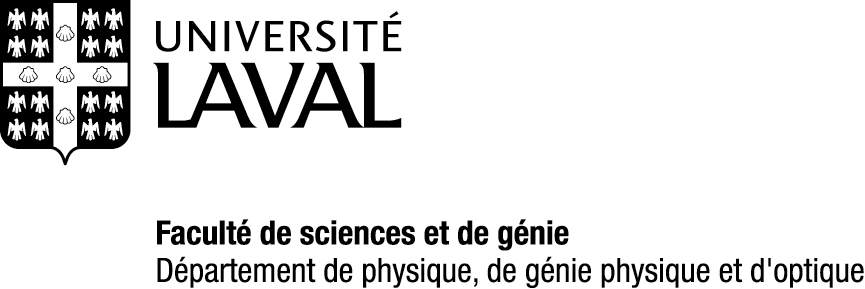 UNIVERSITÉ
LAVAL
Faculté de sciences et de génie
Département de physique, de génie physique et d'optique